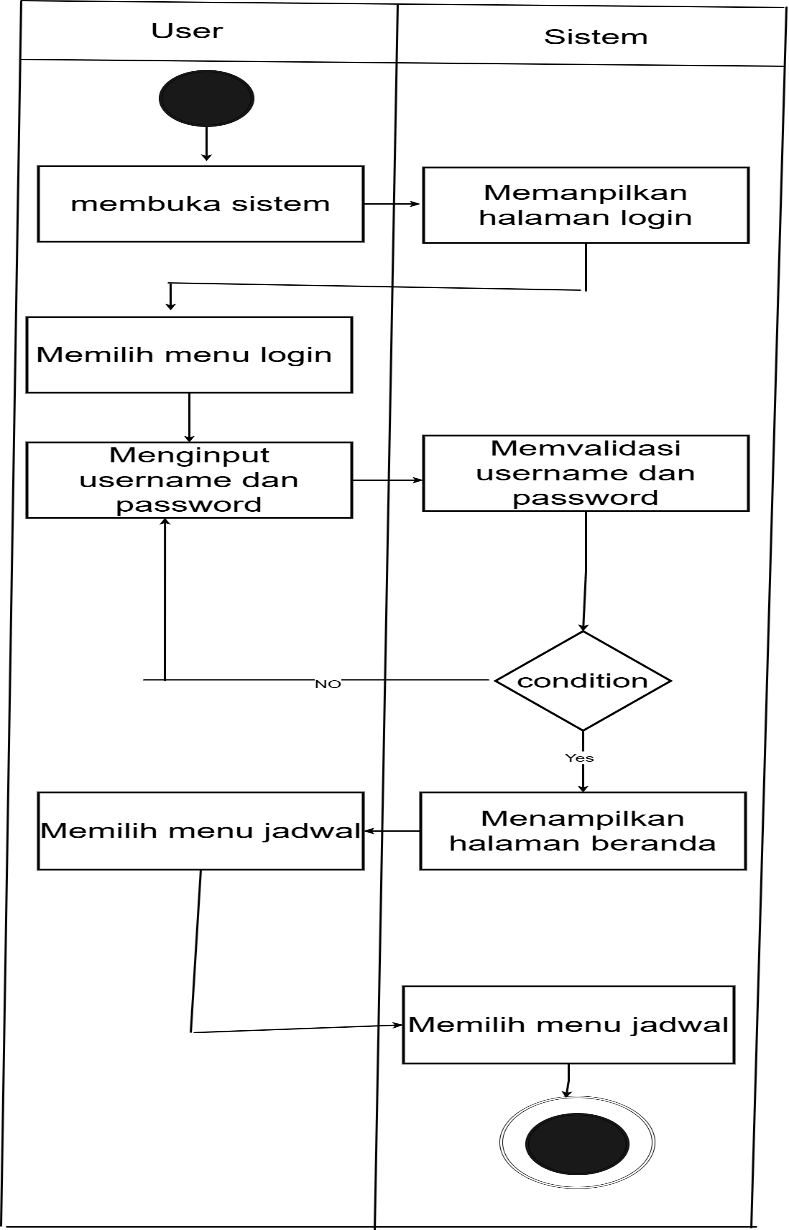 User
Sistem
membuka sistem
Memanpilkan
halaman login
Memilih menu login
Menginput
username dan
password
Memvalidasi
username dan
password
condition
NO
Yes
Menampilkan
halaman beranda
Memilih menu jadwal
Memilih menu jadwal